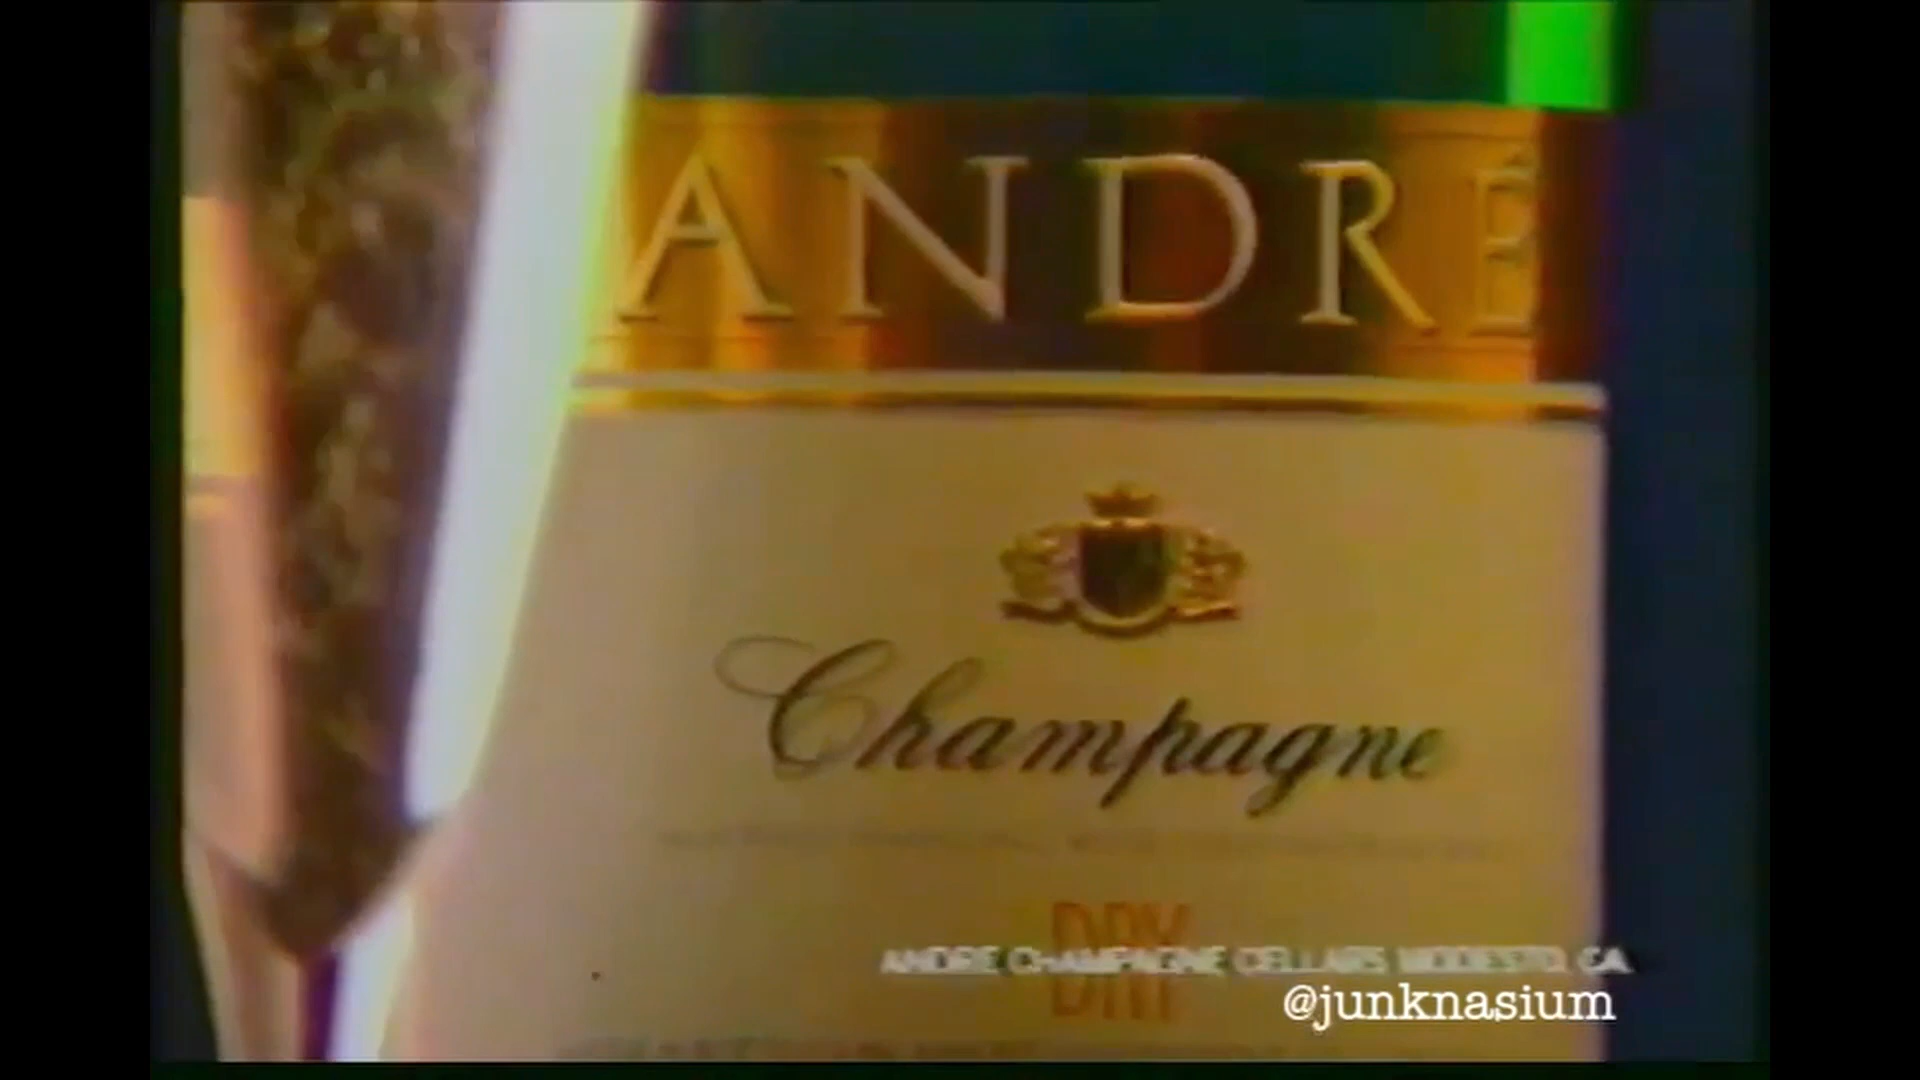 ANDRÉ
Champagne
DRY
ANDRE CHAMPAGNE CELLARS MODESTO, CA.
@junknasium